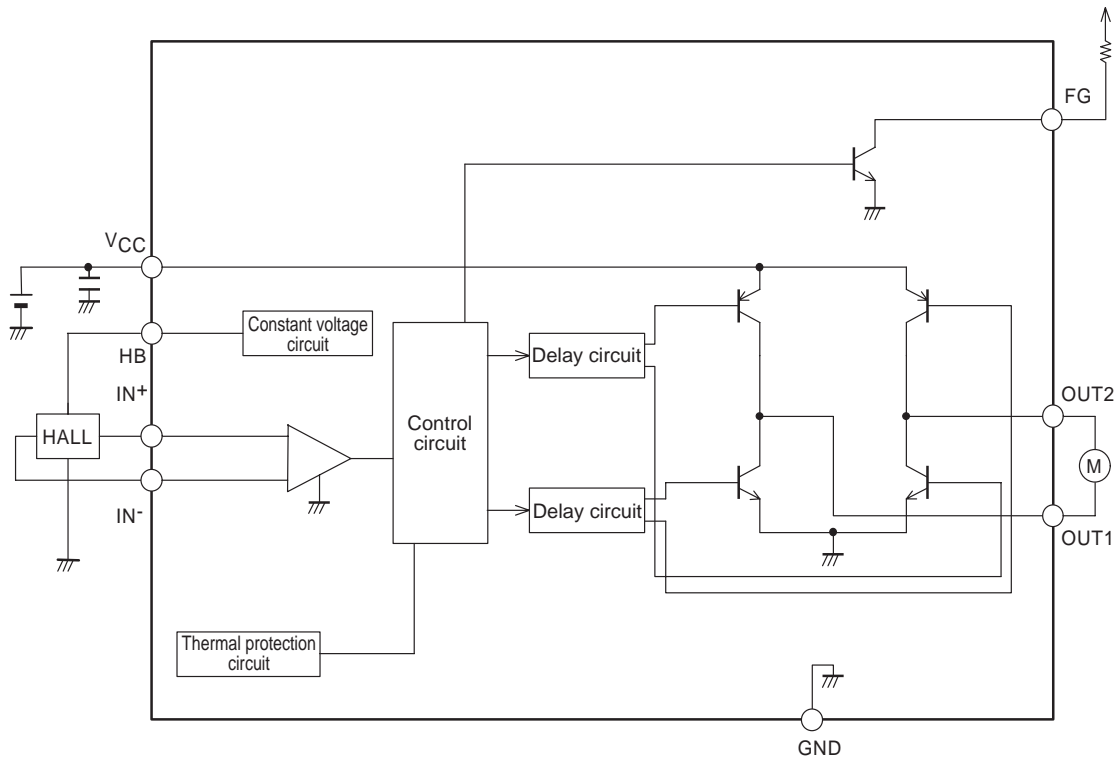 FG
VCC
Constant voltage
circuit
HB
Delay circuit
IN+
OUT2
HALL
Control
circuit
M
Delay circuit
IN-
OUT1
Thermal protection
circuit
GND